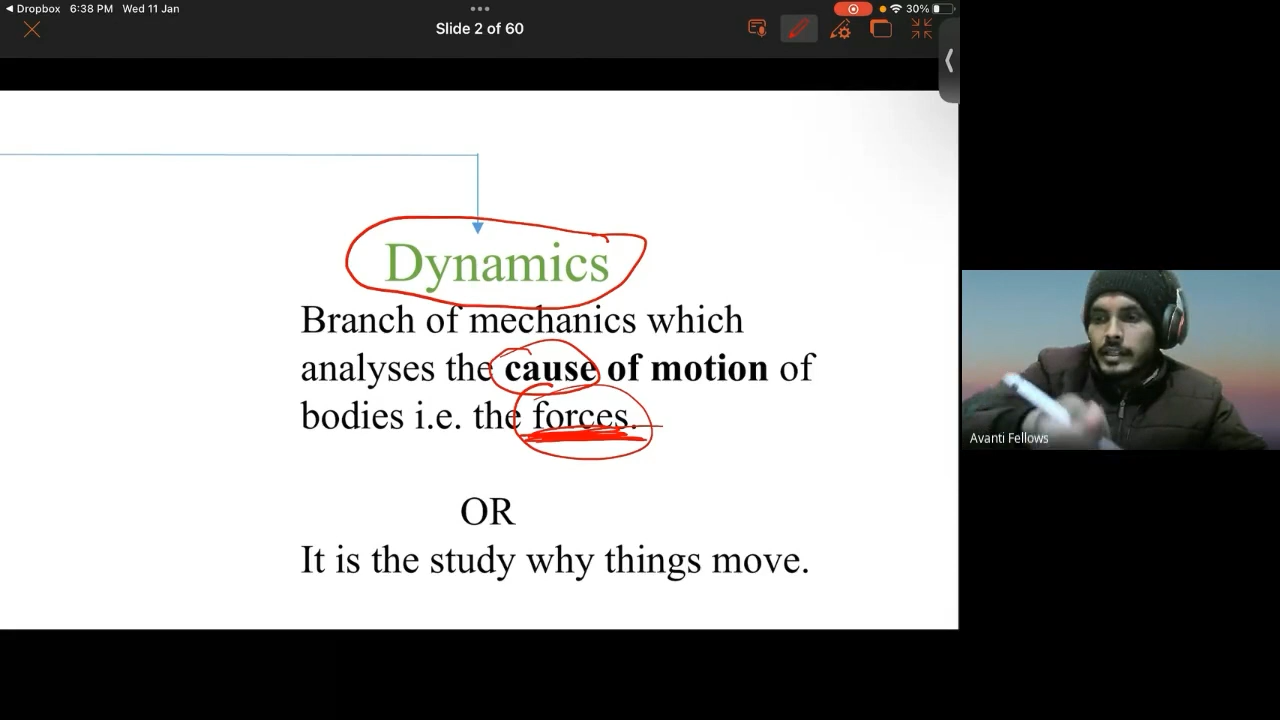 Dropbox 6:38 PM Wed 11 Jan
30%
Slide 2 of 60
Dynamics
Branch of mechanics which
analyses the cause of motion of
bodies i.e. the forces.
OR
It is the study why things move.
Avanti Fellows